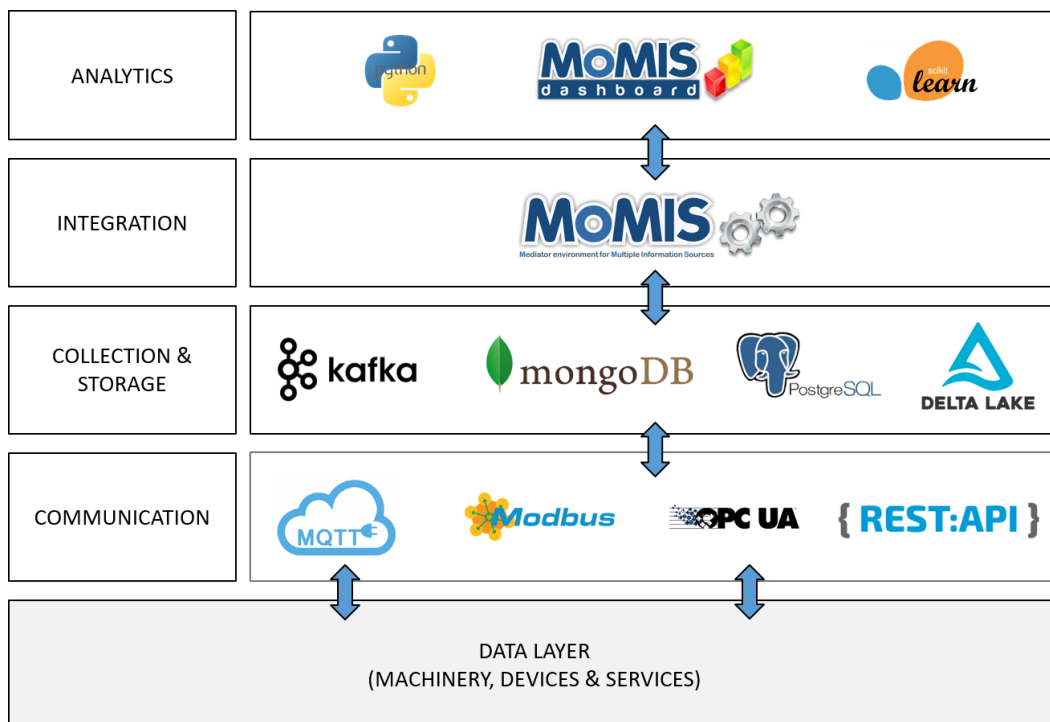 ANALYTICS
python
MoMIS
dashboard
scikit
learn
INTEGRATION
MoMIS
Mediator environment for Multiple Information Sources
COLLECTION &
STORAGE
kafka
mongoDB
PostgreSQL
DELTA LAKE
COMMUNICATION
MQTT
Modbus
OPC UA
{ REST:API }
DATA LAYER
(MACHINERY, DEVICES & SERVICES)